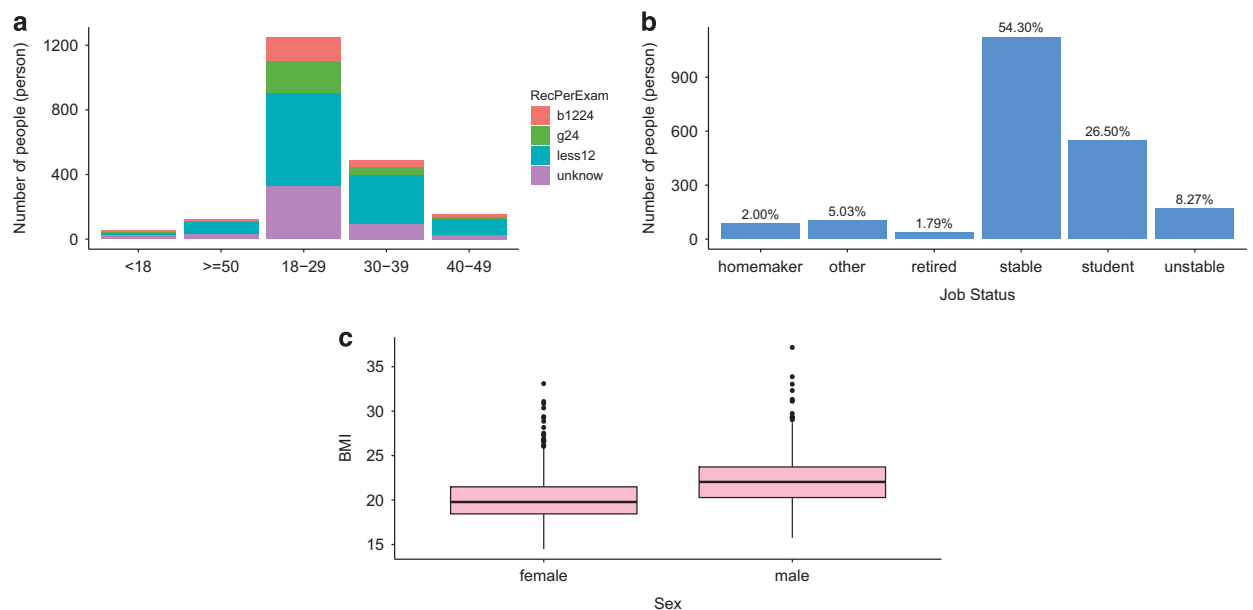 a
Number of people (person)
1200
800
400
0
<18
>=50
18−29
30−39
40−49
RecPerExam
b1224
g24
less12
unknow
b
Number of people (person)
900
600
300
0
2.00%
5.03%
1.79%
54.30%
26.50%
8.27%
homemaker
other
retired
stable
student
unstable
Job Status
c
BMI
35
30
25
20
15
female
male
Sex